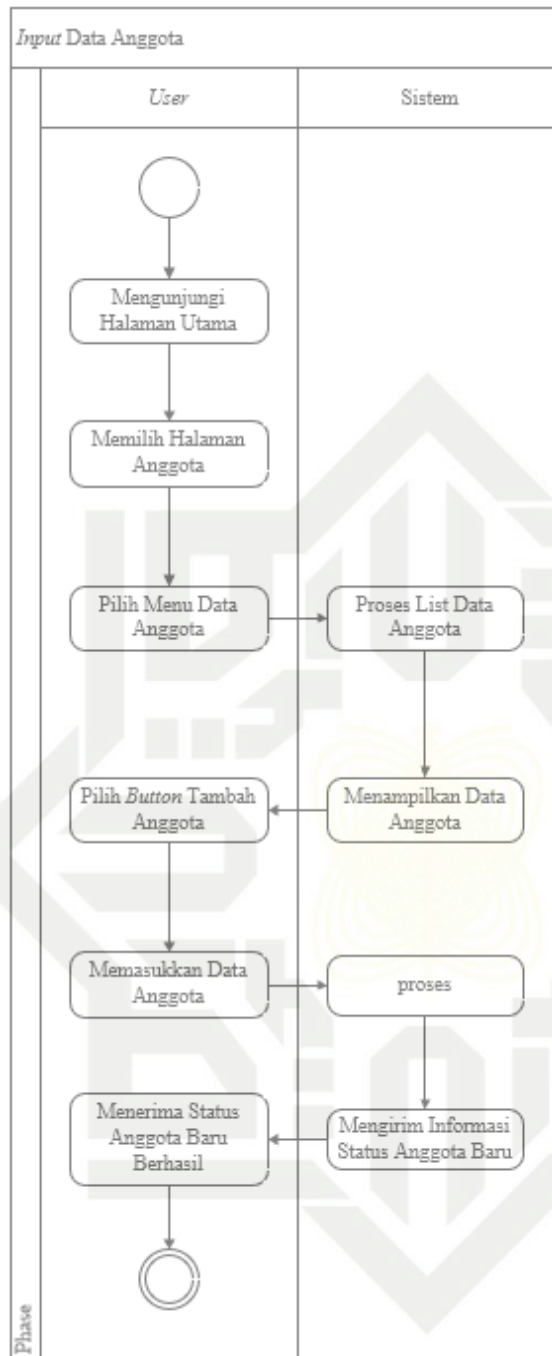 Input Data Anggota
User
Sistem
Mengunjungi
Halaman Utama
Memilih Halaman
Anggota
Pilih Menu Data
Anggota
Proses List Data
Anggota
Menampilkan Data
Anggota
Pilih Button Tambah
Anggota
Memasukkan Data
Anggota
proses
Mengirim Informasi
Status Anggota Baru
Menerima Status
Anggota Baru
Berhasil
Phase